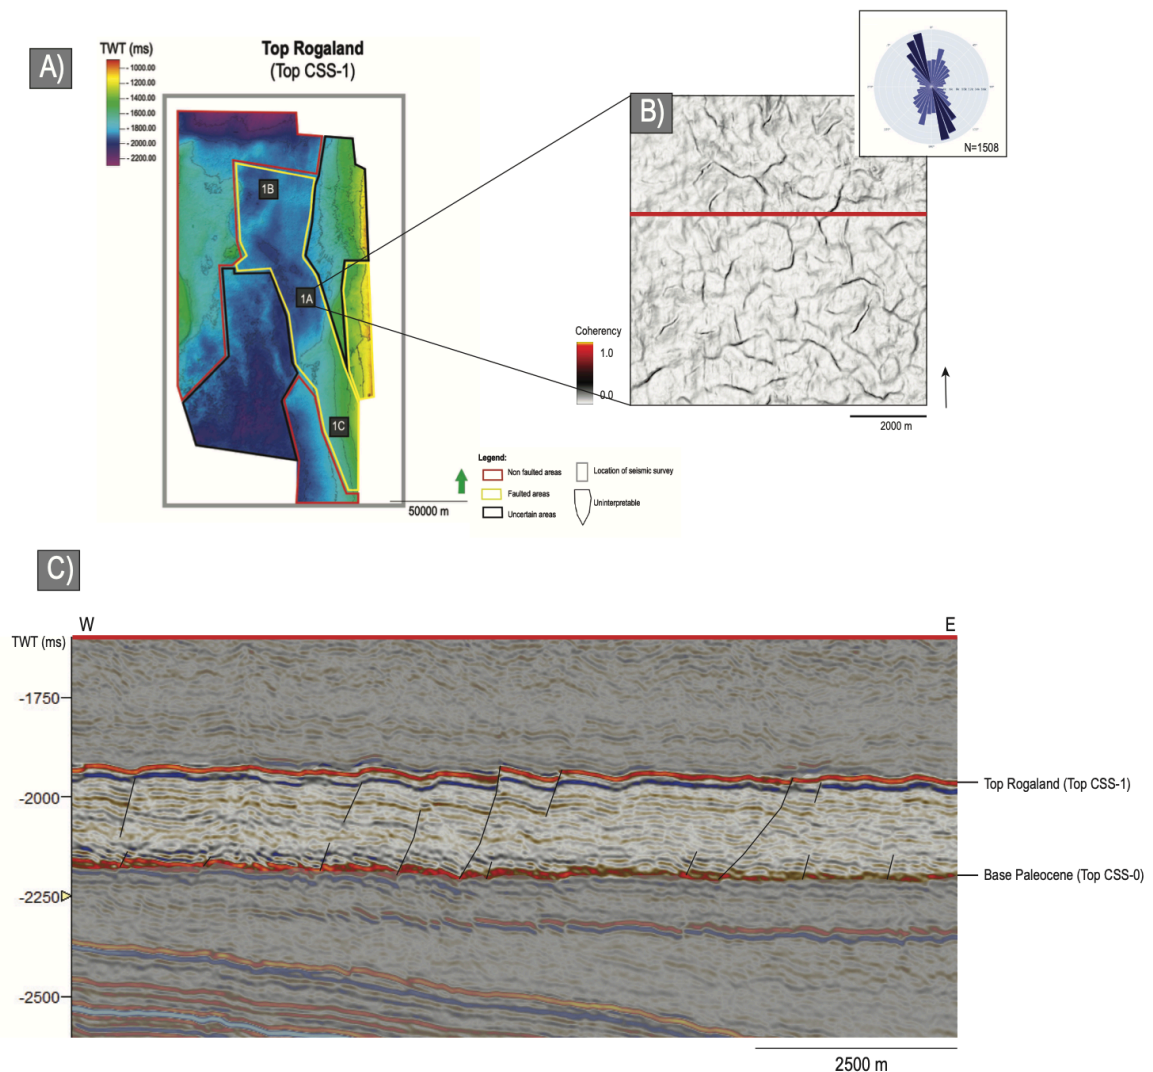 A)
TWT (ms)
1000.00
1200.00
1400.00
1600.00
1800.00
2000.00
2200.00
Top Rogaland
(Top CSS-1)
1B
1A
1C
50000 m
Legend:
Non faulted areas
Faulted areas
Uncertain areas
Location of seismic survey
Uninterpretable
B)
N=1508
Coherency
1.0
0.0
2000 m
C)
W
E
TWT (ms)
-1750
-2000
-2250
-2500
Top Rogaland (Top CSS-1)
Base Paleocene (Top CSS-0)
2500 m